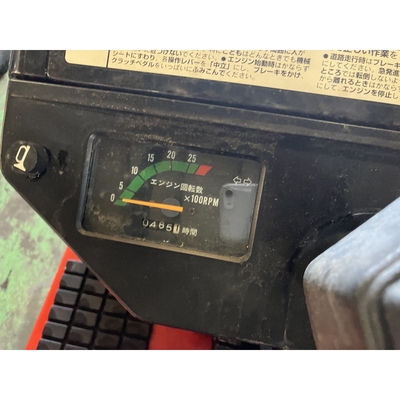 シートにすわり、各操作レバーを「中立」にし、ブレーキをかけ、
クラッチペダルをいっぱいにふみこんでください。
●エンジン始動時はかならず
●道路走行時はブレーキ
ところでは転倒しないよ
から離れるときはかならず
エンジンを停止し
0 5 10 15 20 25
エンジン回転数
×100RPM
0465 時間